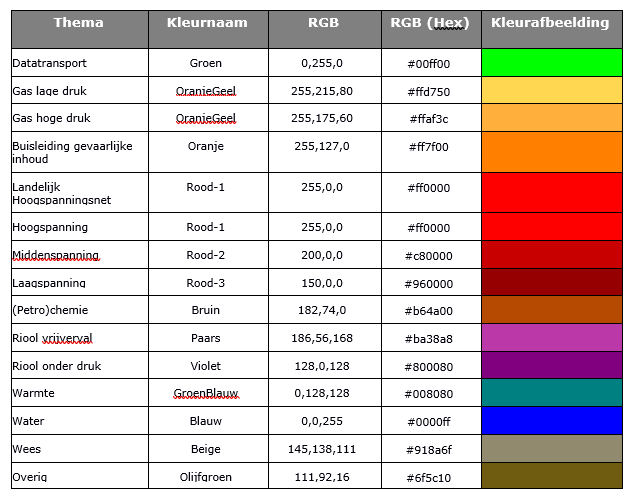 Thema Kleurnaam RGB RGB (Hex) Kleurafbeelding
Datatransport Groen 0,255,0 #00ff00
Gas lage druk OranjeGeel 255,215,80 #ffd750
Gas hoge druk OranjeGeel 255,175,60 #ffaf3c
Buisleiding gevaarlijke Oranje 255,127,0 #ff7f00
inhoud
Landelijk Rood-1 255,0,0 #ff0000
Hoogspanningsnet
Hoogspanning Rood-1 255,0,0 #ff0000
Middenspanning Rood-2 200,0,0 #c80000
Laagspanning Rood-3 150,0,0 #960000
(Petro)chemie Bruin 182,74,0 #b64a00
Riool vrijverval Paars 186,56,168 #ba38a8
Riool onder druk Violet 128,0,128 #800080
Warmte GroenBlauw 0,128,128 #008080
Water Blauw 0,0,255 #0000ff
Wees Beige 145,138,111 #918a6f
Overig Olijfgroen 111,92,16 #6f5c10